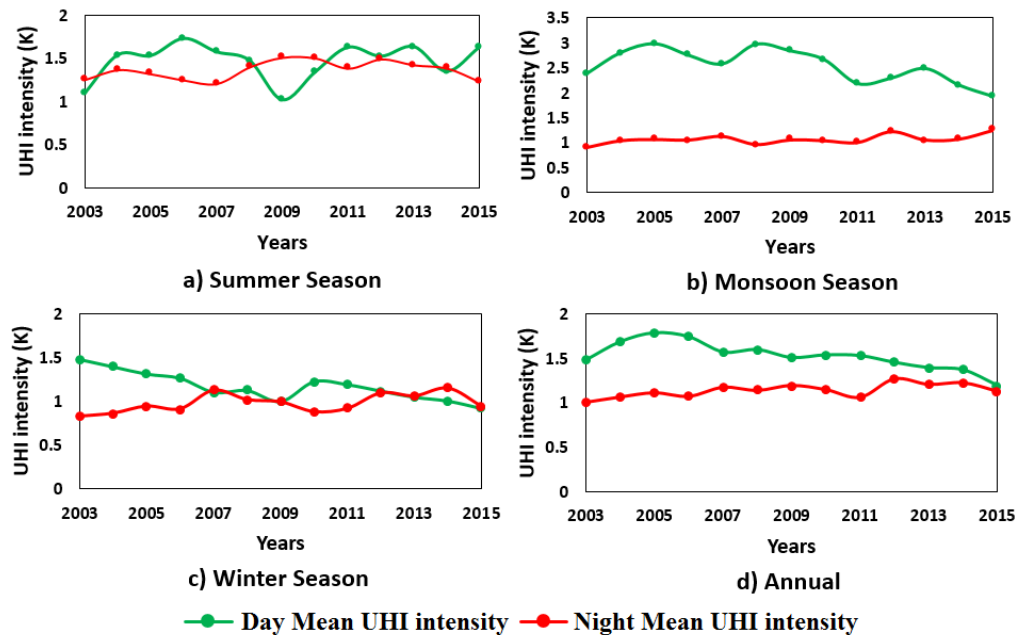 2
1.5
1
0.5
0
UHI intensity (K)
2003 2005 2007 2009 2011 2013 2015
Years
a) Summer Season
3.5
3
2.5
2
1.5
1
0.5
0
UHI intensity (K)
2003 2005 2007 2009 2011 2013 2015
Years
b) Monsoon Season
2
1.5
1
0.5
0
UHI intensity (K)
2003 2005 2007 2009 2011 2013 2015
Years
c) Winter Season
2
1.5
1
0.5
0
UHI intensity (K)
2003 2005 2007 2009 2011 2013 2015
Years
d) Annual
Day Mean UHI intensity Night Mean UHI intensity